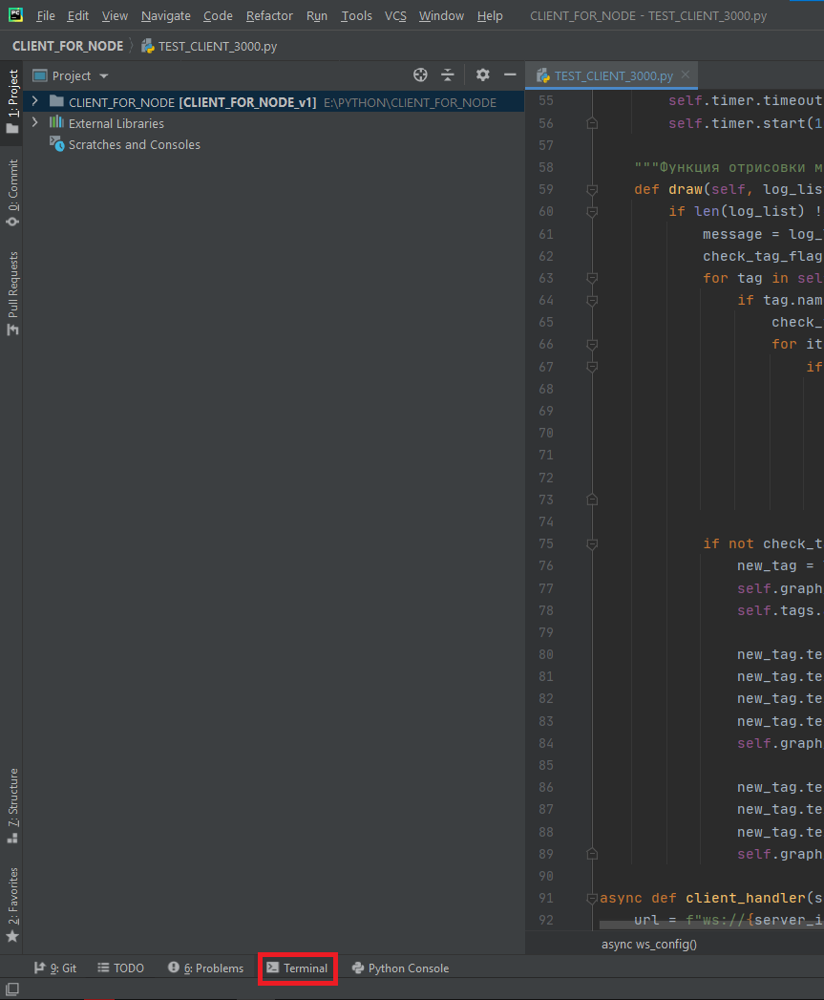 PC File Edit View Navigate Code Refactor Run Tools VCS Window Help CLIENT_FOR_NODE - TEST_CLIENT_3000.py
CLIENT_FOR_NODE TEST_CLIENT_3000.py
1: Project
0: Commit
Pull Requests
7: Structure
2: Favorites
Project
CLIENT_FOR_NODE [CLIENT_FOR_NODE_v1] E:\PYTHON\CLIENT_FOR_NODE
External Libraries
Scratches and Consoles
TEST_CLIENT_3000.py
55 self.timer.timeout
56 self.timer.start(1
57
58 """Функция отрисовки м
59 def draw(self, log_lis
60 if len(log_list) !
61 message = log_
62 check_tag_flag
63 for tag in sel
64 if tag.nam
65 check_
66 for it
67 if
68
69
70
71
72
73
74
75 if not check_t
76 new_tag =
77 self.graph
78 self.tags.
79
80 new_tag.te
81 new_tag.te
82 new_tag.te
83 new_tag.te
84 self.graph
85
86 new_tag.te
87 new_tag.te
88 new_tag.te
89 self.graph
90
91 async def client_handler(s
92 url = f"ws://{server_i
async ws_config()
9: Git TODO 6: Problems Terminal Python Console